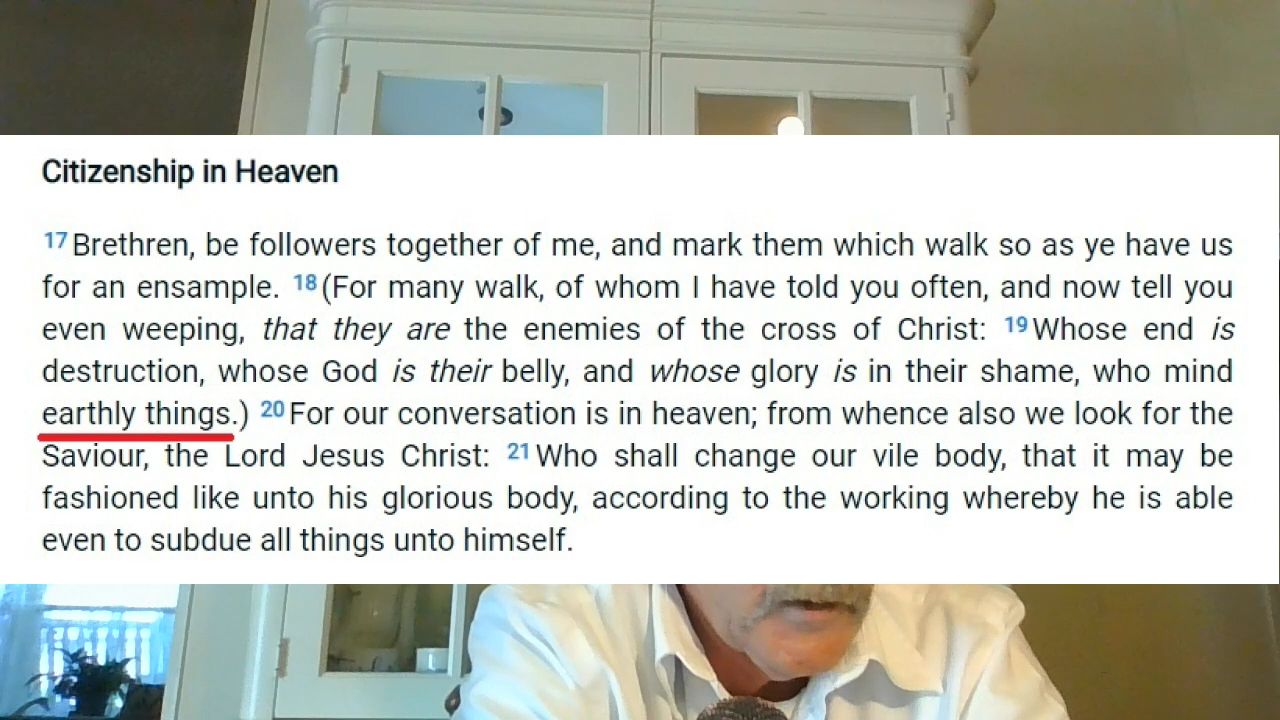 Citizenship in Heaven
17 Brethren, be followers together of me, and mark them which walk so as ye have us
for an ensample. 18 (For many walk, of whom I have told you often, and now tell you
even weeping, that they are the enemies of the cross of Christ: 19 Whose end is
destruction, whose God is their belly, and whose glory is in their shame, who mind
earthly things.) 20 For our conversation is in heaven; from whence also we look for the
Saviour, the Lord Jesus Christ: 21 Who shall change our vile body, that it may be
fashioned like unto his glorious body, according to the working whereby he is able
even to subdue all things unto himself.